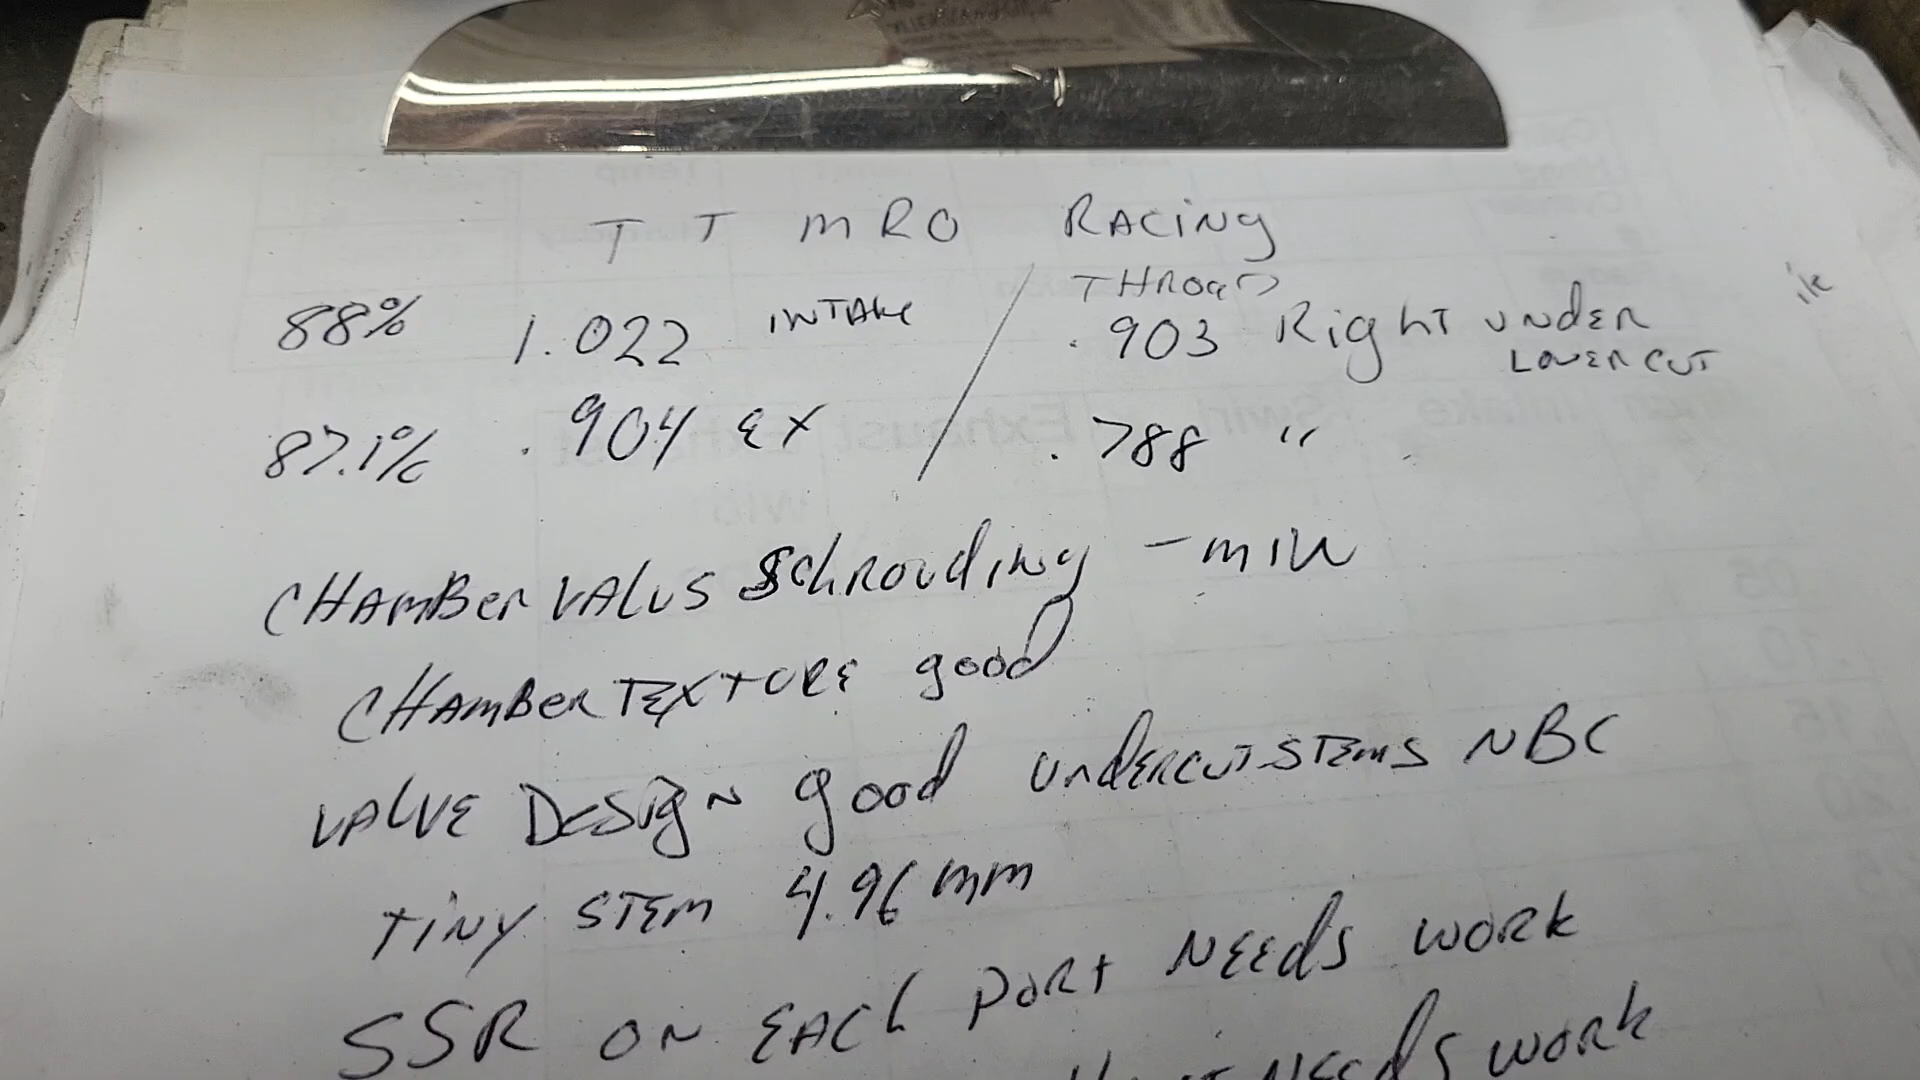 TT MRO RACING
THROAT
88% 1.022 INTAKE / .903 Right UNDER
LOWER CUT
87.1% .904 EX / .788 "
CHAMBER VALUS SCHROUDING - MIN
CHAMBER TEXTURE good
VALVE DESIGN good UNDERCUT STEMS NBC
TINY STEM 4.96 mm
SSR ON EACH PORT NEEDS WORK
NEEDS WORK